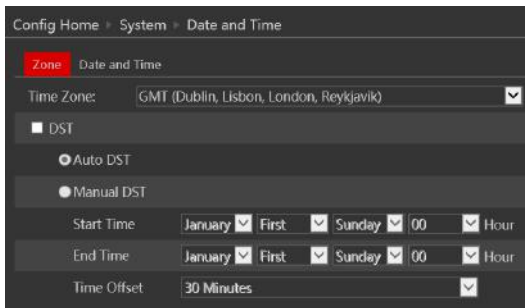 Config Home ▸ System ▸ Date and Time
Zone Date and Time
Time Zone: GMT (Dublin, Lisbon, London, Reykjavik)
DST
Auto DST
Manual DST
Start Time January First Sunday 00 Hour
End Time January First Sunday 00 Hour
Time Offset 30 Minutes